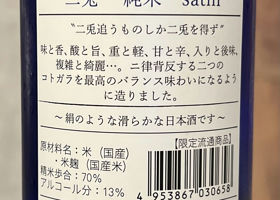 二兎 純米 satin
"二兎追うものしか二兎を得ず"
味と香、酸と旨、重と軽、甘と辛、入りと後味、
複雑と綺麗…。二律背反する二つの
コトガラを最高のバランス味わいになるよう
に造りました。
～絹のような滑らかな日本酒です～
原材料名：米（国産）
・米麹（国産米）
精米歩合：70%
アルコール分：13%
【限定流通商品】
4 953867 030658